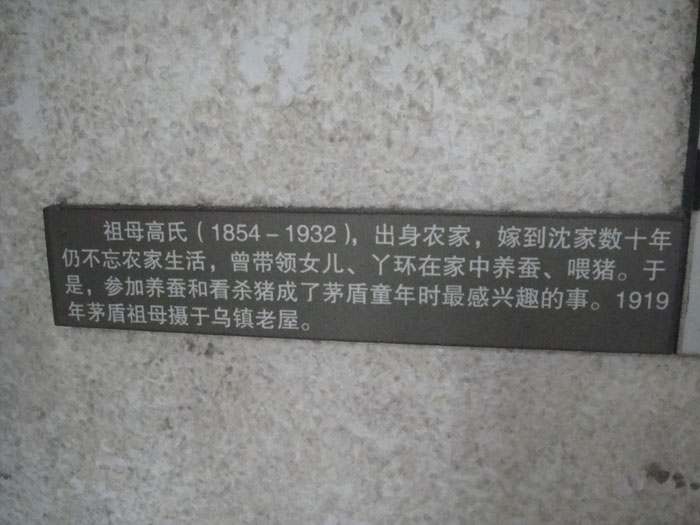 祖母高氏（1854－1932），出身农家，嫁到沈家数十年
仍不忘农家生活，曾带领女儿、丫环在家中养蚕、喂猪。于
是，参加养蚕和看杀猪成了茅盾童年时最感兴趣的事。1919
年茅盾祖母摄于乌镇老屋。